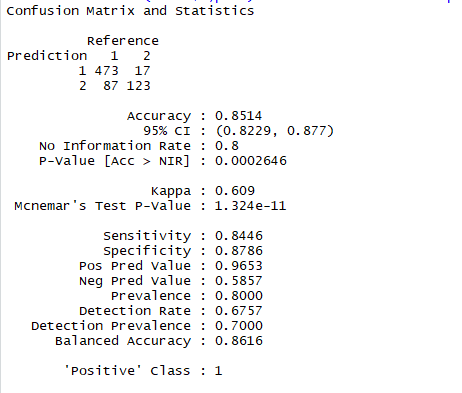 Confusion Matrix and Statistics
Reference
Prediction 1 2
1 473 17
2 87 123
Accuracy : 0.8514
95% CI : (0.8229, 0.877)
No Information Rate : 0.8
P-Value [Acc > NIR] : 0.0002646
Kappa : 0.609
Mcnemar's Test P-Value : 1.324e-11
Sensitivity : 0.8446
Specificity : 0.8786
Pos Pred Value : 0.9653
Neg Pred Value : 0.5857
Prevalence : 0.8000
Detection Rate : 0.6757
Detection Prevalence : 0.7000
Balanced Accuracy : 0.8616
'Positive' Class : 1